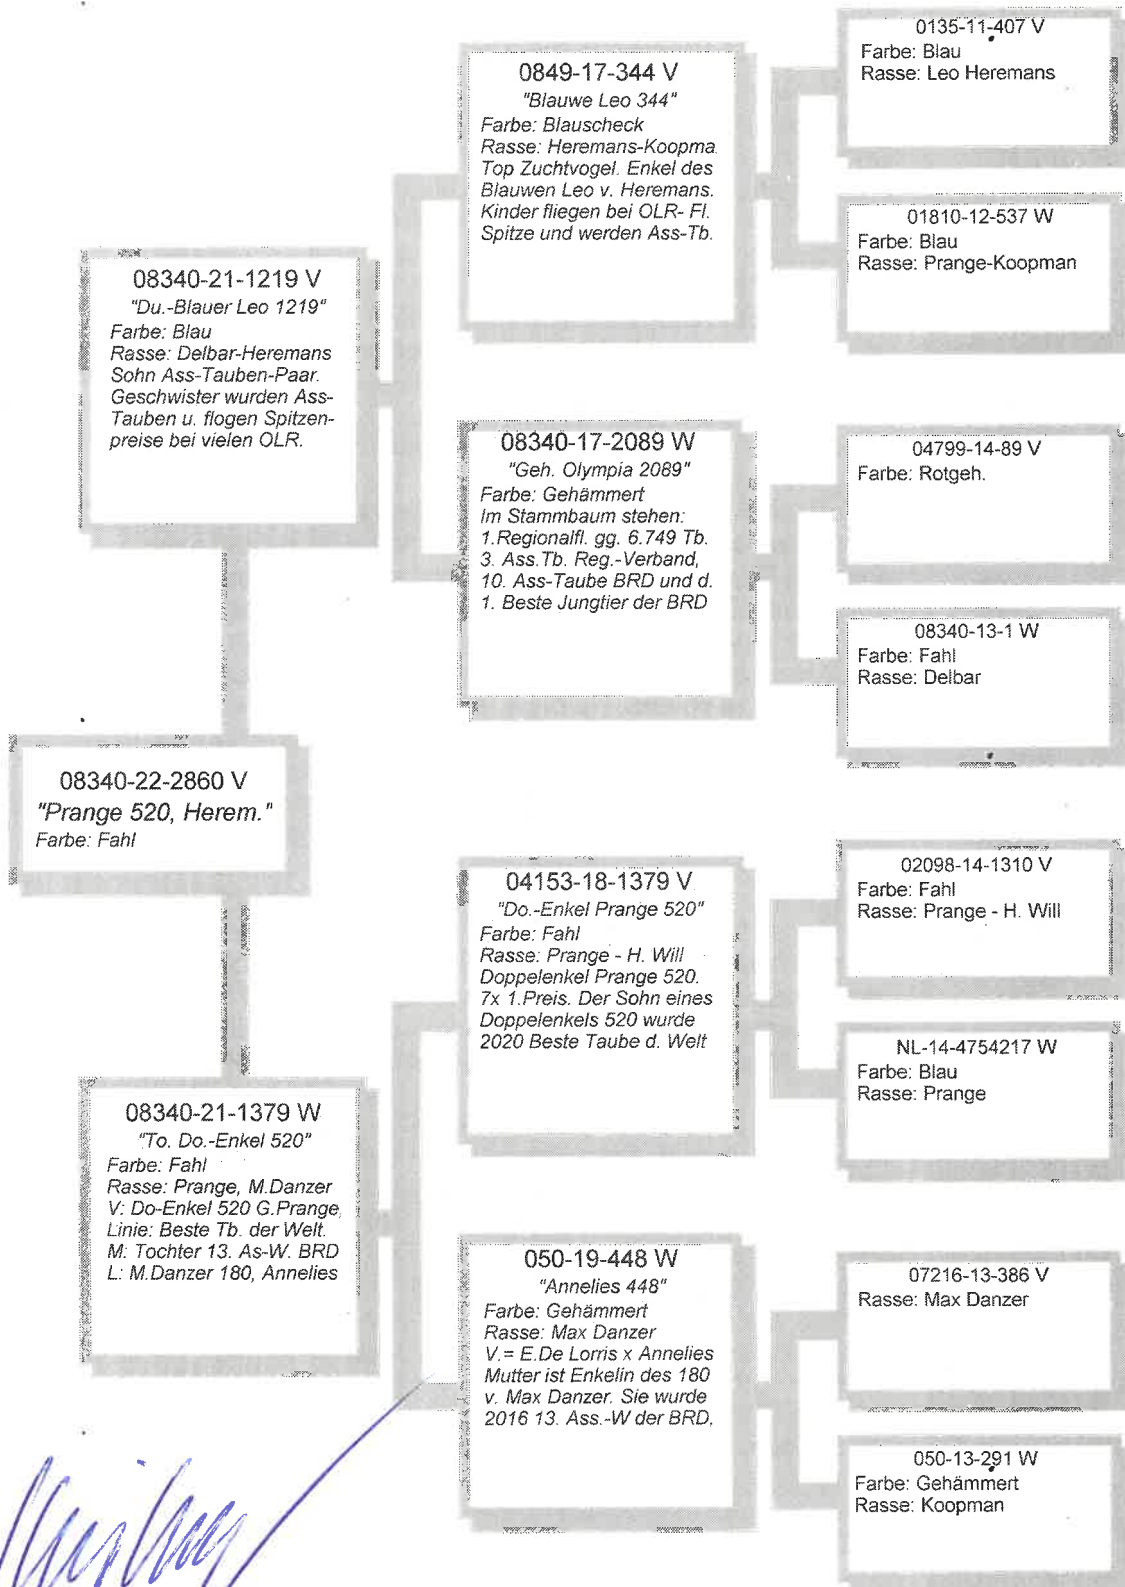 0135-11-407 V
Farbe: Blau
Rasse: Leo Heremans
0849-17-344 V
"Blauwe Leo 344"
Farbe: Blauscheck
Rasse: Heremans-Koopma
Top Zuchtvogel. Enkel des
Blauwen Leo v. Heremans.
Kinder fliegen bei OLR- Fl.
Spitze und werden Ass-Tb.
01810-12-537 W
Farbe: Blau
Rasse: Prange-Koopman
08340-21-1219 V
"Du.-Blauer Leo 1219"
Farbe: Blau
Rasse: Delbar-Heremans
Sohn Ass-Tauben-Paar.
Geschwister wurden Ass-
Tauben u. flogen Spitzen-
preise bei vielen OLR.
08340-17-2089 W
"Geh. Olympia 2089"
Farbe: Gehämmert
Im Stammbaum stehen:
1.Regionalfl. gg. 6.749 Tb.
3. Ass.Tb. Reg.-Verband,
10. Ass-Taube BRD und d.
1. Beste Jungtier der BRD
04799-14-89 V
Farbe: Rotgeh.
08340-13-1 W
Farbe: Fahl
Rasse: Delbar
08340-22-2860 V
"Prange 520, Herem."
Farbe: Fahl
02098-14-1310 V
Farbe: Fahl
Rasse: Prange - H. Will
04153-18-1379 V
"Do.-Enkel Prange 520"
Farbe: Fahl
Rasse: Prange - H. Will
Doppelenkel Prange 520.
7x 1.Preis. Der Sohn eines
Doppelenkels 520 wurde
2020 Beste Taube d. Welt
NL-14-4754217 W
Farbe: Blau
Rasse: Prange
08340-21-1379 W
"To. Do.-Enkel 520"
Farbe: Fahl
Rasse: Prange, M.Danzer
V: Do-Enkel 520 G.Prange,
Linie: Beste Tb. der Welt.
M: Tochter 13. As-W. BRD
L: M.Danzer 180, Annelies
050-19-448 W
"Annelies 448"
Farbe: Gehämmert
Rasse: Max Danzer
V.= E.De Lorris x Annelies
Mutter ist Enkelin des 180
v. Max Danzer. Sie wurde
2016 13. Ass.-W der BRD,
07216-13-386 V
Rasse: Max Danzer
050-13-291 W
Farbe: Gehämmert
Rasse: Koopman